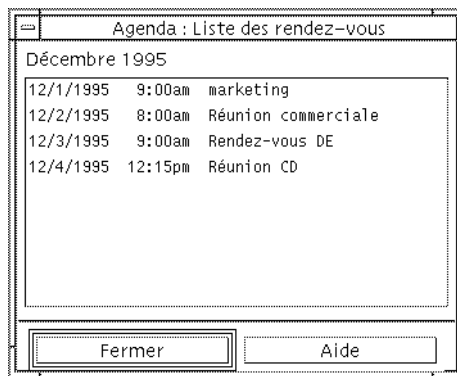 Agenda : Liste des rendez-vous
Décembre 1995
12/1/1995 9:00am marketing
12/2/1995 8:00am Réunion commerciale
12/3/1995 9:00am Rendez-vous DE
12/4/1995 12:15pm Réunion CD
Fermer Aide